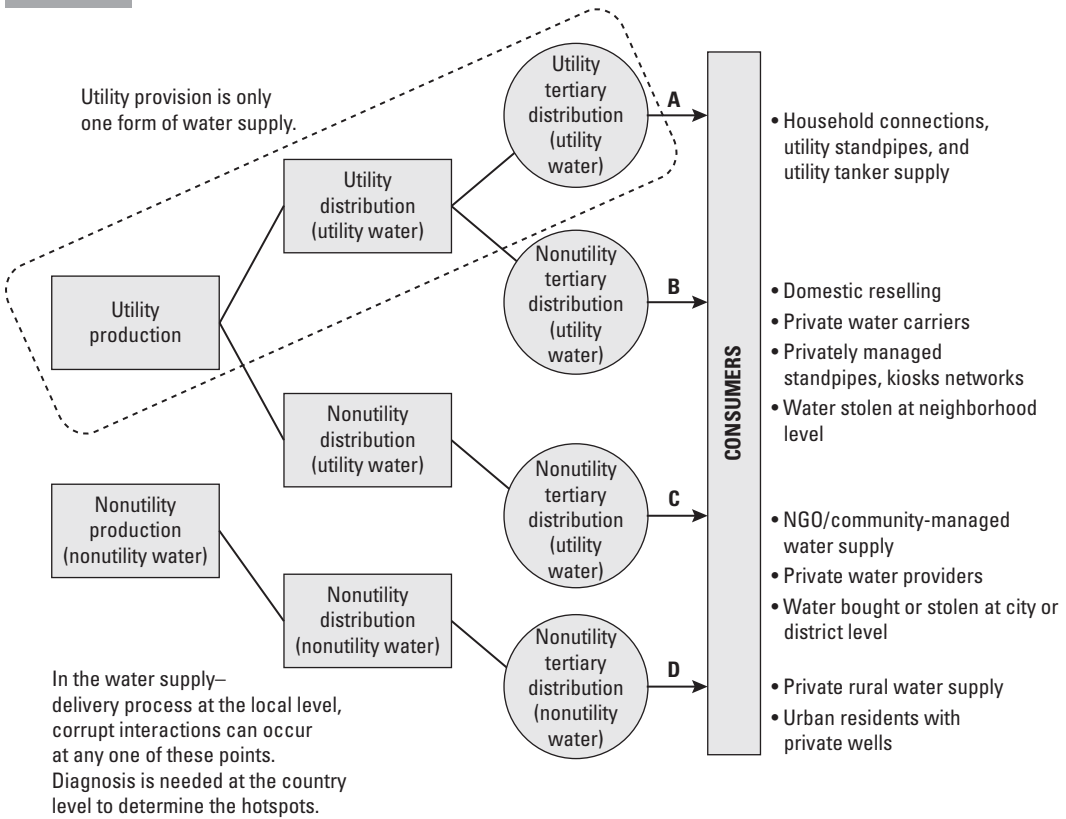 Utility provision is only
one form of water supply.
Utility
production
Nonutility
production
(nonutility water)
In the water supply–
delivery process at the local level,
corrupt interactions can occur
at any one of these points.
Diagnosis is needed at the country
level to determine the hotspots.
Utility
distribution
(utility water)
Nonutility
distribution
(utility water)
Nonutility
distribution
(nonutility water)
Utility
tertiary
distribution
(utility
water)
Nonutility
tertiary
distribution
(utility
water)
Nonutility
tertiary
distribution
(utility
water)
Nonutility
tertiary
distribution
(nonutility
water)
A
B
C
D
CONSUMERS
• Household connections,
utility standpipes, and
utility tanker supply
• Domestic reselling
• Private water carriers
• Privately managed
standpipes, kiosks networks
• Water stolen at neighborhood
level
• NGO/community-managed
water supply
• Private water providers
• Water bought or stolen at city or
district level
• Private rural water supply
• Urban residents with
private wells